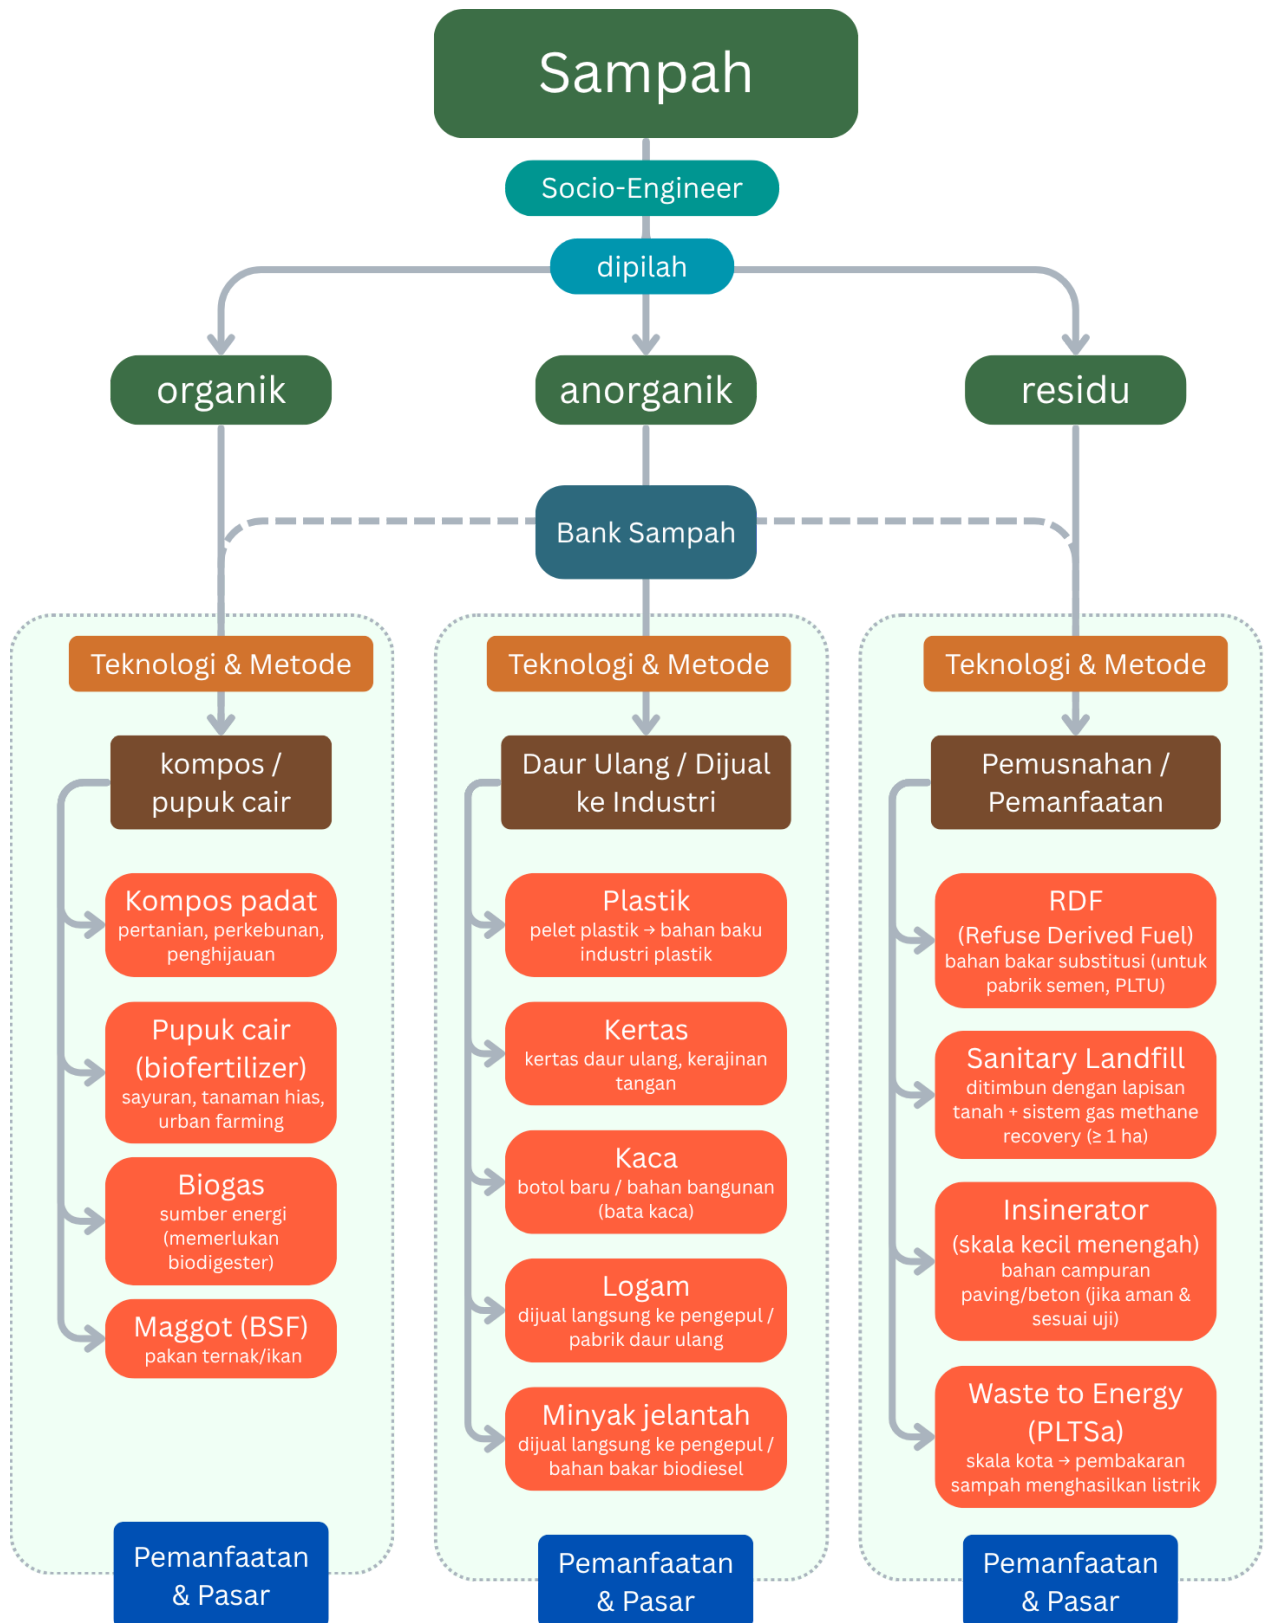 Sampah
Socio-Engineer
dipilah
organik
anorganik
residu
Bank Sampah
Teknologi & Metode
kompos /
pupuk cair
Kompos padat
pertanian, perkebunan,
penghijauan
Pupuk cair
(biofertilizer)
sayuran, tanaman hias,
urban farming
Biogas
sumber energi
(memerlukan
biodigester)
Maggot (BSF)
pakan ternak/ikan
Pemanfaatan
& Pasar
Teknologi & Metode
Daur Ulang / Dijual
ke Industri
Plastik
pelet plastik → bahan baku
industri plastik
Kertas
kertas daur ulang, kerajinan
tangan
Kaca
botol baru / bahan bangunan
(bata kaca)
Logam
dijual langsung ke pengepul /
pabrik daur ulang
Minyak jelantah
dijual langsung ke pengepul /
bahan bakar biodiesel
Pemanfaatan
& Pasar
Teknologi & Metode
Pemusnahan /
Pemanfaatan
RDF
(Refuse Derived Fuel)
bahan bakar substitusi (untuk
pabrik semen, PLTU)
Sanitary Landfill
ditimbun dengan lapisan
tanah + sistem gas methane
recovery (≥ 1 ha)
Insinerator
(skala kecil menengah)
bahan campuran
paving/beton (jika aman &
sesuai uji)
Waste to Energy
(PLTSa)
skala kota → pembakaran
sampah menghasilkan listrik
Pemanfaatan
& Pasar